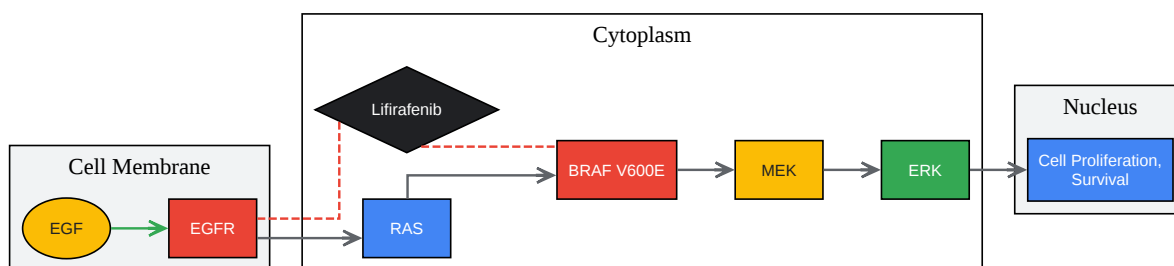 Cytoplasm
Lifirafenib
Nucleus
Cell Membrane
BRAF V600E
MEK
ERK
Cell Proliferation,
Survival
EGF
EGFR
RAS